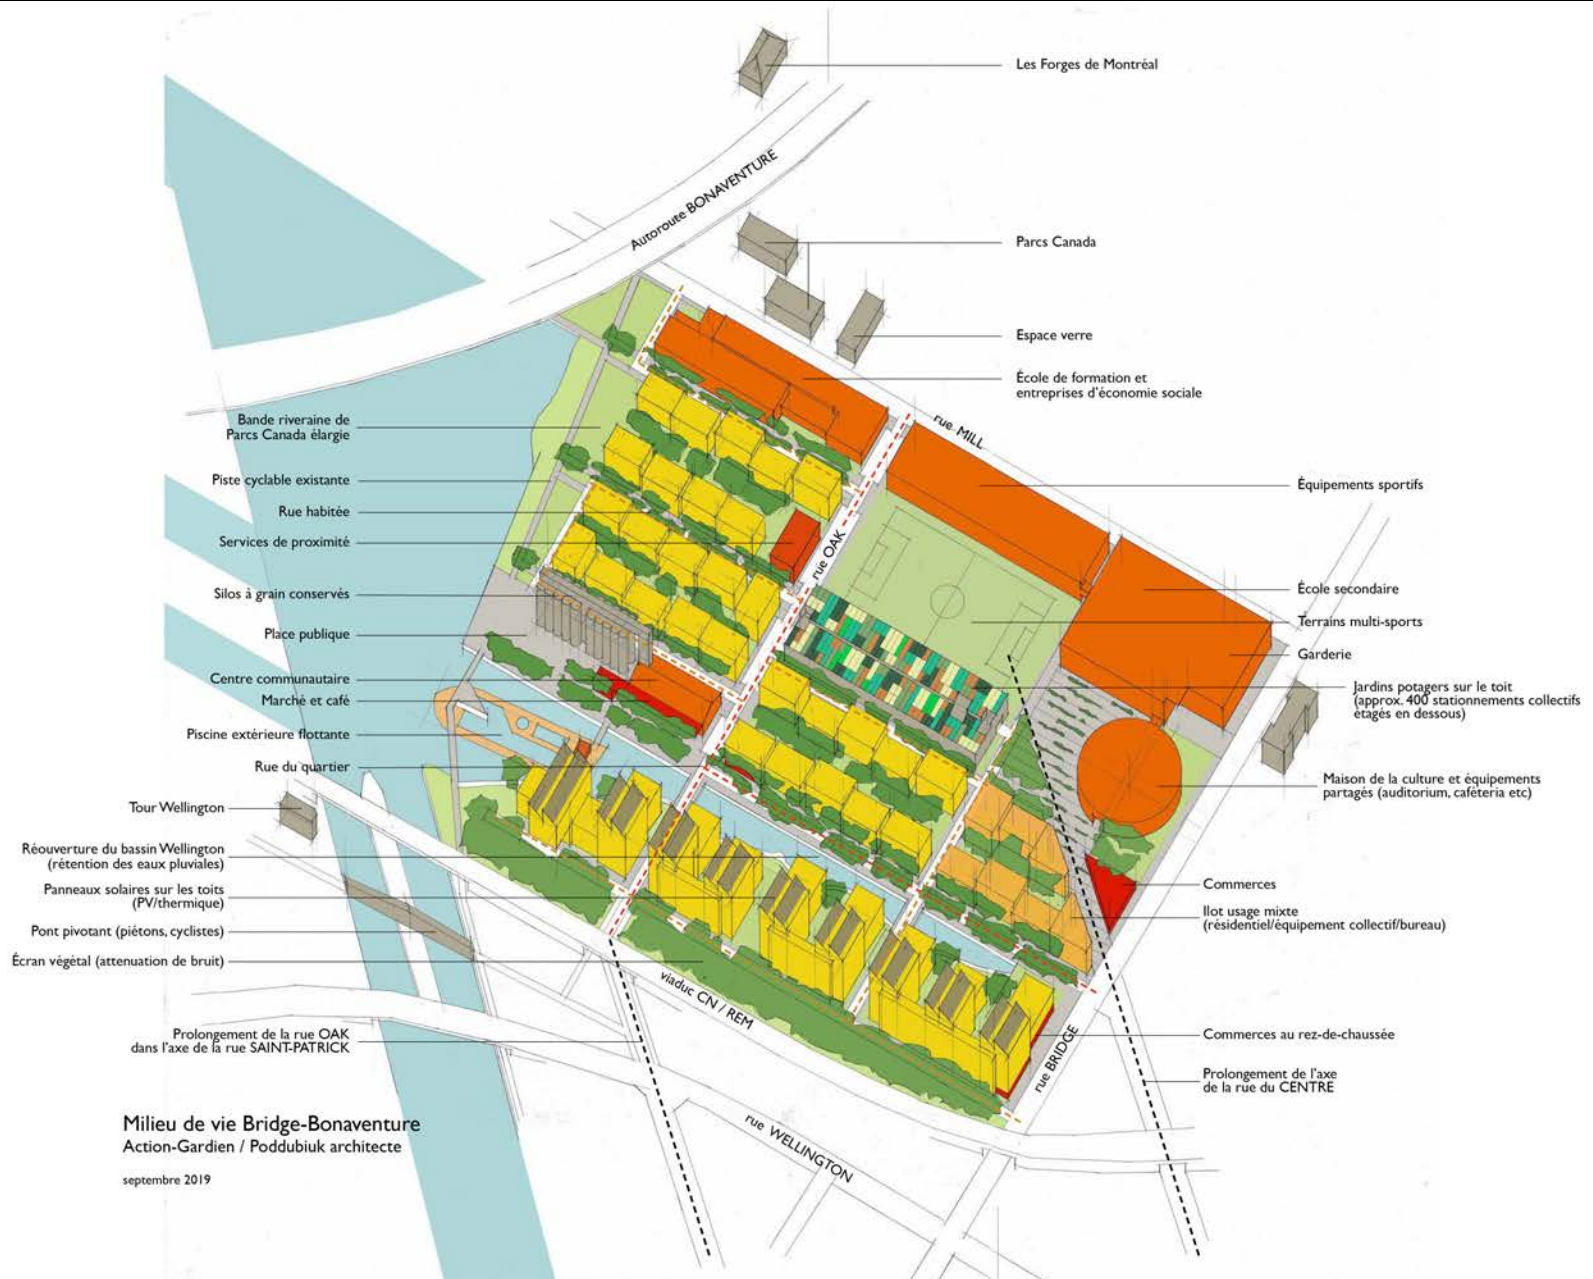 Les Forges de Montréal
Autoroute BONAVENTURE
Parcs Canada
Espace verre
École de formation et
entreprises d'économie sociale
rue MILL
Bande riveraine de
Parcs Canada élargie
Piste cyclable existante
Rue habitée
Services de proximité
rue OAK
Équipements sportifs
Silos à grain conservés
Place publique
École secondaire
Terrains multi-sports
Garderie
Centre communautaire
Marché et café
Jardins potagers sur le toit
(approx. 400 stationnements collectifs
étagés en dessous)
Piscine extérieure flottante
Rue du quartier
Maison de la culture et équipements
partagés (auditorium, caféteria etc)
Tour Wellington
Réouverture du bassin Wellington
(rétention des eaux pluviales)
Panneaux solaires sur les toits
(PV/thermique)
Commerces
Ilot usage mixte
(résidentiel/équipement collectif/bureau)
Pont pivotant (piétons, cyclistes)
Écran végétal (attenuation de bruit)
viaduc CN / REM
Prolongement de la rue OAK
dans l'axe de la rue SAINT-PATRICK
Commerces au rez-de-chaussée
rue BRIDGE
Prolongement de l'axe
de la rue du CENTRE
rue WELLINGTON
Milieu de vie Bridge-Bonaventure
Action-Gardien / Poddubiuk architecte
septembre 2019